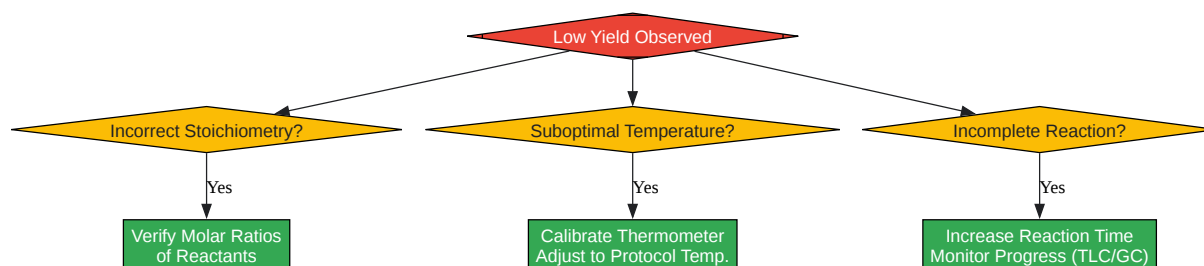 Low Yield Observed
Incorrect Stoichiometry?
Suboptimal Temperature?
Incomplete Reaction?
Yes
Yes
Yes
Verify Molar Ratios
of Reactants
Calibrate Thermometer
Adjust to Protocol Temp.
Increase Reaction Time
Monitor Progress (TLC/GC)